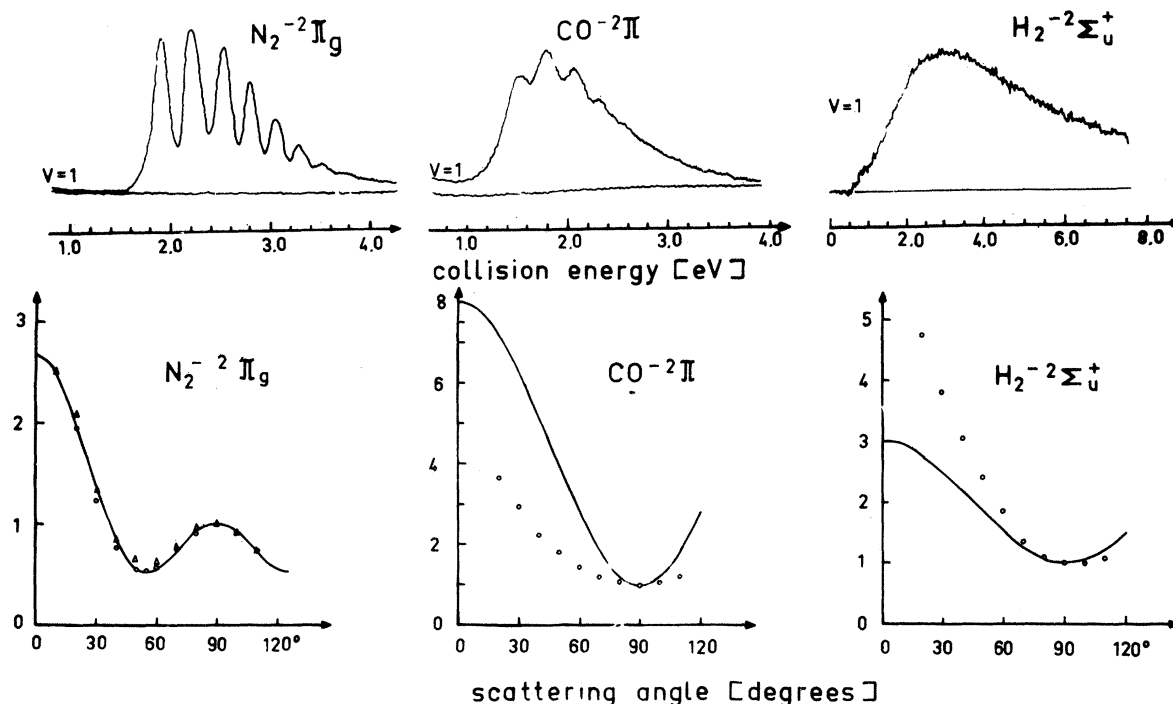 N₂⁻ ²Πg
CO⁻ ²Π
H₂⁻ ²Σu⁺
V=1
V=1
V=1
1.0 2.0 3.0 4.0
1.0 2.0 3.0 4.0
0 2.0 4.0 6.0 8.0
collision energy [eV]
3
2
1
0
N₂⁻ ²Πg
0 30 60 90 120°
8
6
4
2
0
CO⁻ ²Π
0 30 60 90 120
5
4
3
2
1
0
H₂⁻ ²Σu⁺
0 30 60 90 120°
scattering angle [degrees]